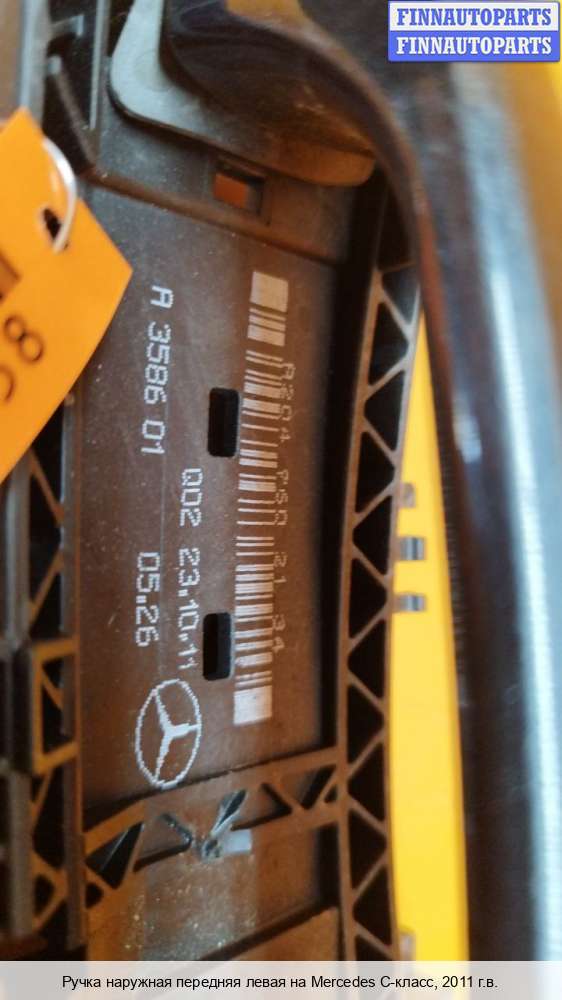 FINNAUTOPARTS
FINNAUTOPARTS
A204 760 21 34
Q02 23.10.11
A 3586 01
05.26
Ручка наружная передняя левая на Mercedes C-класс, 2011 г.в.